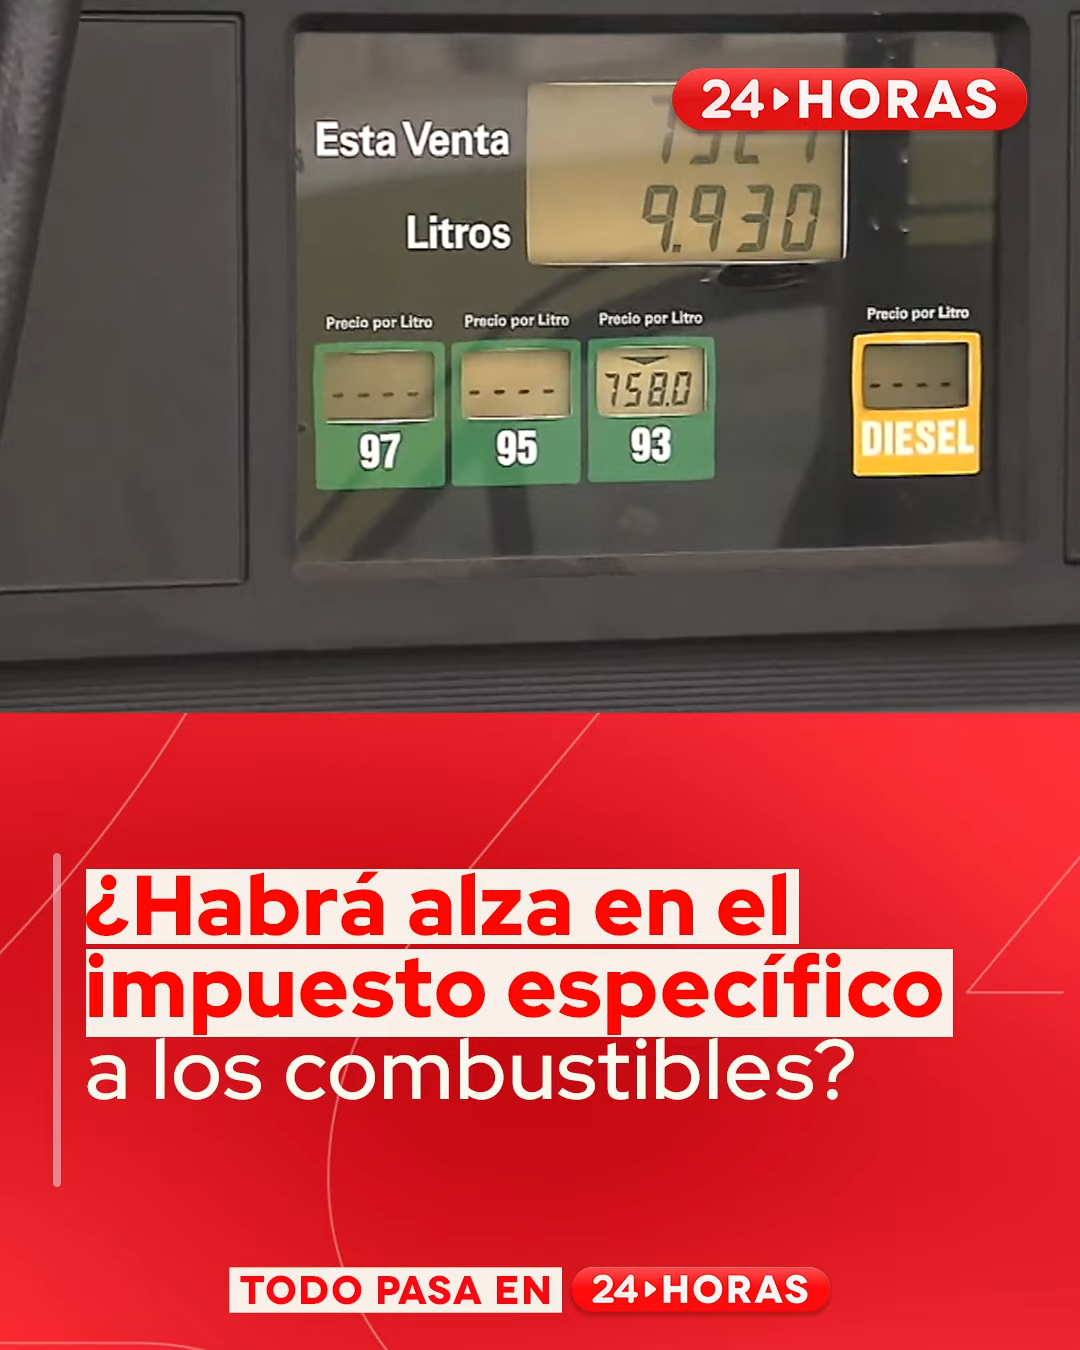 24 HORAS
Esta Venta
Litros
9.930
Precio por Litro
Precio por Litro
Precio por Litro
Precio por Litro
- - - -
- - - -
758.0
- - - -
97
95
93
DIESEL
¿Habrá alza en el
impuesto específico
a los combustibles?
TODO PASA EN 24 HORAS